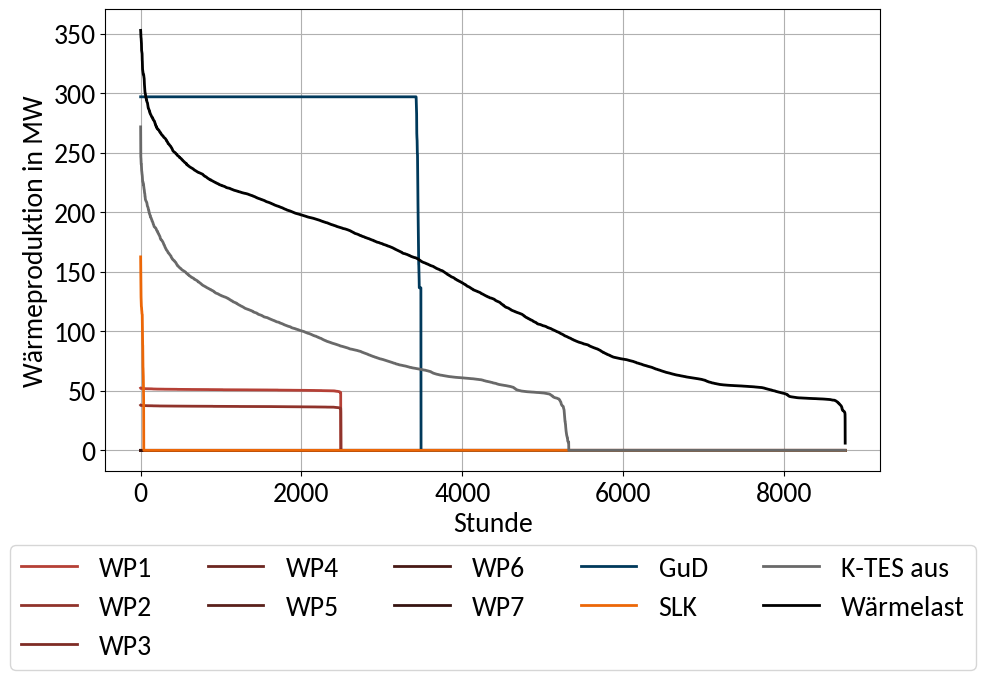 Wärmeproduktion in MW
350
300
250
200
150
100
50
0
0 2000 4000 6000 8000
Stunde
WP1 WP4 WP6 GuD K-TES aus
WP2 WP5 WP7 SLK Wärmelast
WP3